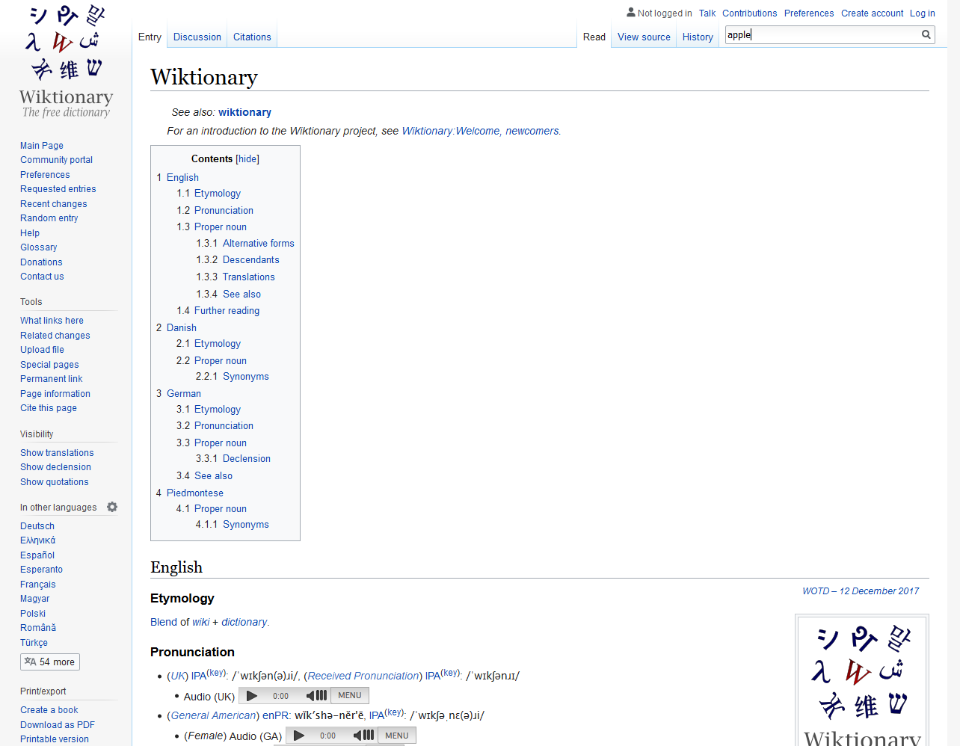 シ
P
말
λ
W
ش
维
ש
Wiktionary
The free dictionary
Not logged in Talk Contributions Preferences Create account Log in
Entry Discussion Citations
Read View source History apple
Main Page
Community portal
Preferences
Requested entries
Recent changes
Random entry
Help
Glossary
Donations
Contact us
Tools
What links here
Related changes
Upload file
Special pages
Permanent link
Page information
Cite this page
Visibility
Show translations
Show declension
Show quotations
In other languages
Deutsch
Ελληνικά
Español
Esperanto
Français
Magyar
Polski
Română
Türkçe
54 more
Print/export
Create a book
Download as PDF
Printable version
Wiktionary
See also: wiktionary
For an introduction to the Wiktionary project, see Wiktionary:Welcome, newcomers.
Contents [hide]
1 English
1.1 Etymology
1.2 Pronunciation
1.3 Proper noun
1.3.1 Alternative forms
1.3.2 Descendants
1.3.3 Translations
1.3.4 See also
1.4 Further reading
2 Danish
2.1 Etymology
2.2 Proper noun
2.2.1 Synonyms
3 German
3.1 Etymology
3.2 Pronunciation
3.3 Proper noun
3.3.1 Declension
3.4 See also
4 Piedmontese
4.1 Proper noun
4.1.1 Synonyms
English
WOTD – 12 December 2017
Etymology
Blend of wiki + dictionary.
Pronunciation
• (UK) IPA(key): /ˈwɪkʃən(ə)ɹi/, (Received Pronunciation) IPA(key): /ˈwɪkʃənɹɪ/
• Audio (UK) 0:00 MENU
• (General American) enPR: wĭkʹshə-nĕr'ē, IPA(key): /ˈwɪkʃəˌnɛ(ə)ɹi/
• (Female) Audio (GA) 0:00 MENU
シ
말
λ
W
ش
维
ש
Wiktionary